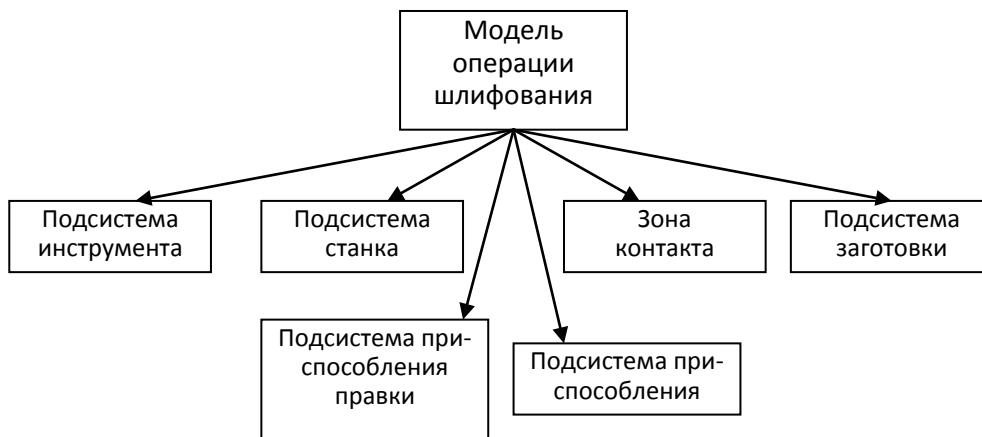 Модель
операции
шлифования
Подсистема
инструмента
Подсистема
станка
Зона
контакта
Подсистема
заготовки
Подсистема при-
способления
правки
Подсистема при-
способления